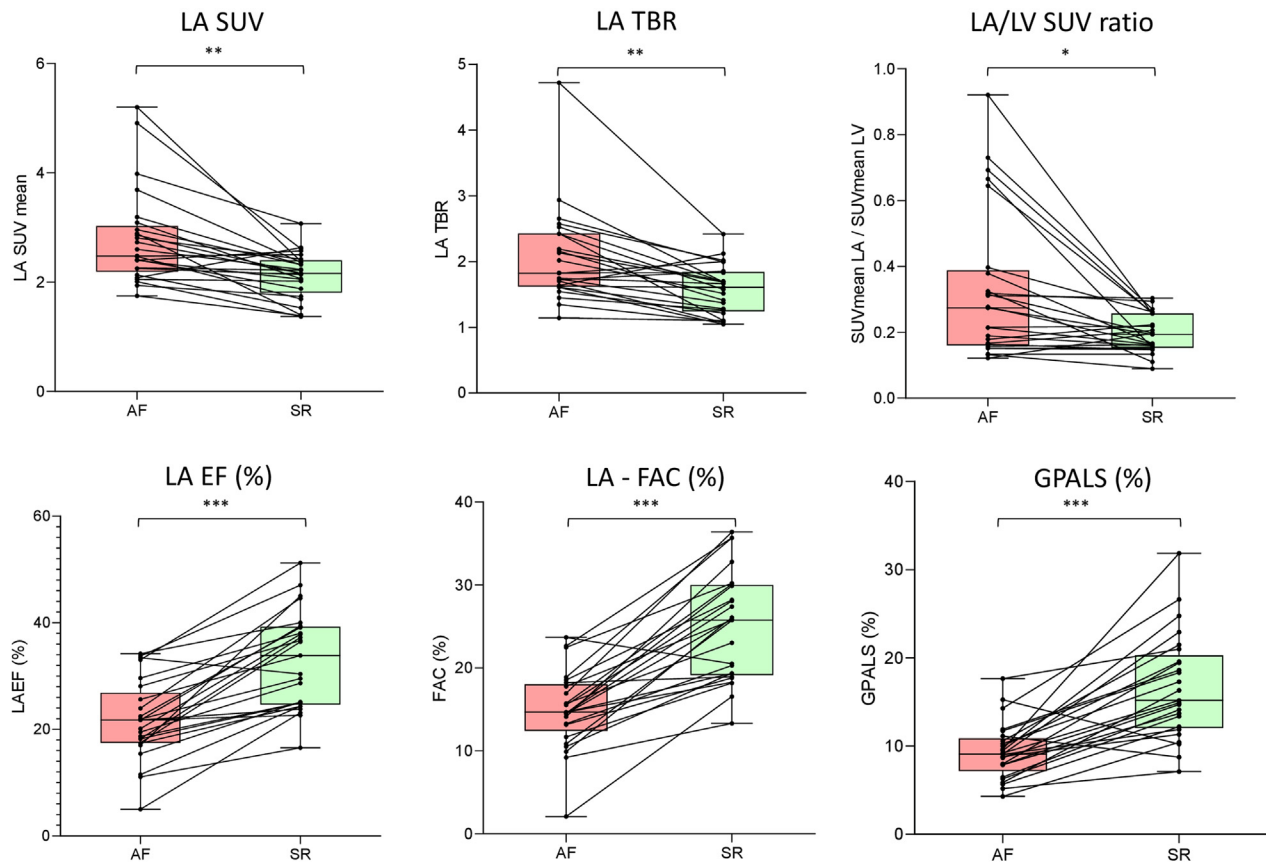 LA SUV
**
LA SUV mean
6
4
2
0
AF
SR
LA TBR
**
LA TBR
5
4
3
2
1
0
AF
SR
LA/LV SUV ratio
*
SUVmean LA / SUVmean LV
1.0
0.8
0.6
0.4
0.2
0.0
AF
SR
LA EF (%)
***
LAEF (%)
60
40
20
0
AF
SR
LA - FAC (%)
***
FAC (%)
40
30
20
10
0
AF
SR
GPALS (%)
***
GPALS (%)
40
30
20
10
0
AF
SR